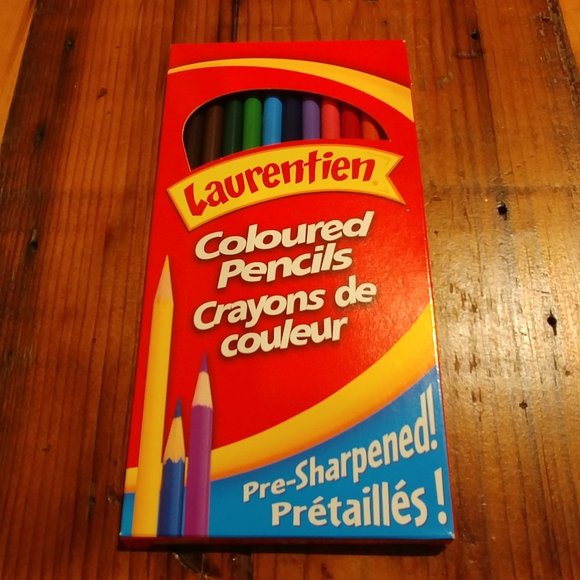 Laurentien
Coloured
Pencils
Crayons de
couleur
Pre-Sharpened!
Prétaillés !